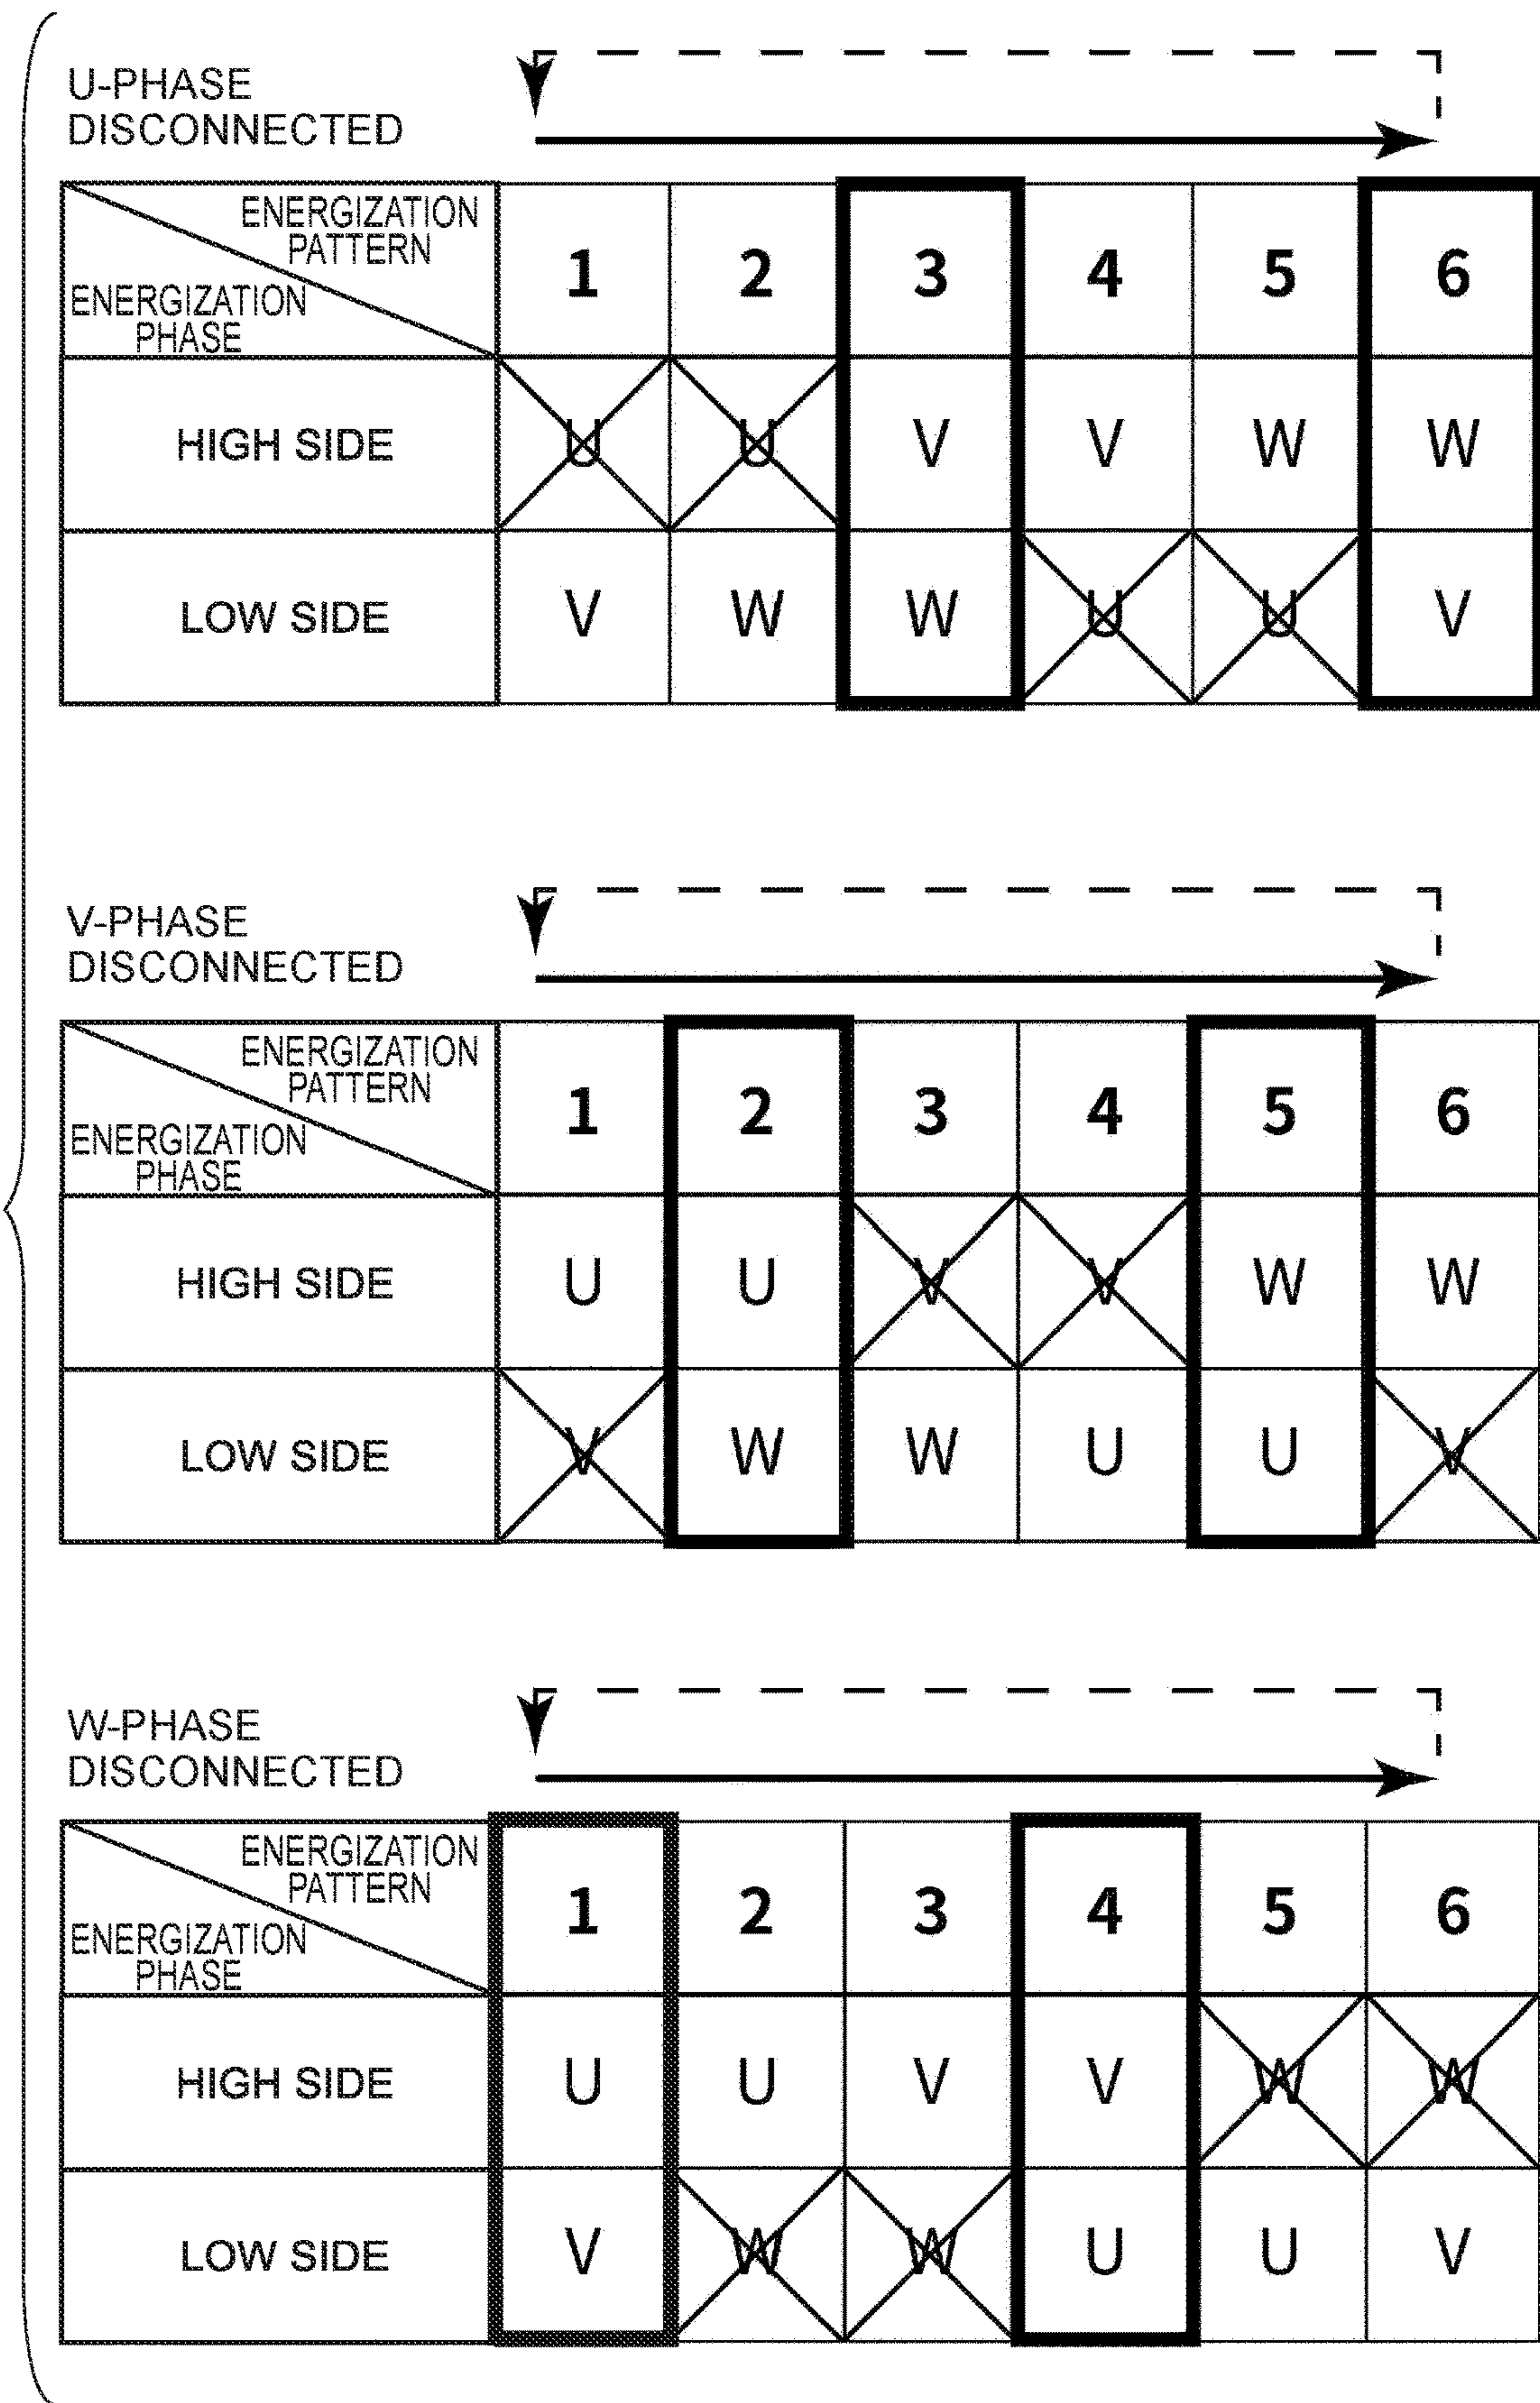 U-PHASE
DISCONNECTED
ENERGIZATION
PATTERN
ENERGIZATION
PHASE
1 2 3 4 5 6
HIGH SIDE U U V V W W
LOW SIDE V W W U U V
V-PHASE
DISCONNECTED
ENERGIZATION
PATTERN
ENERGIZATION
PHASE
1 2 3 4 5 6
HIGH SIDE U U V V W W
LOW SIDE V W W U U V
W-PHASE
DISCONNECTED
ENERGIZATION
PATTERN
ENERGIZATION
PHASE
1 2 3 4 5 6
HIGH SIDE U U V V W W
LOW SIDE V W W U U V